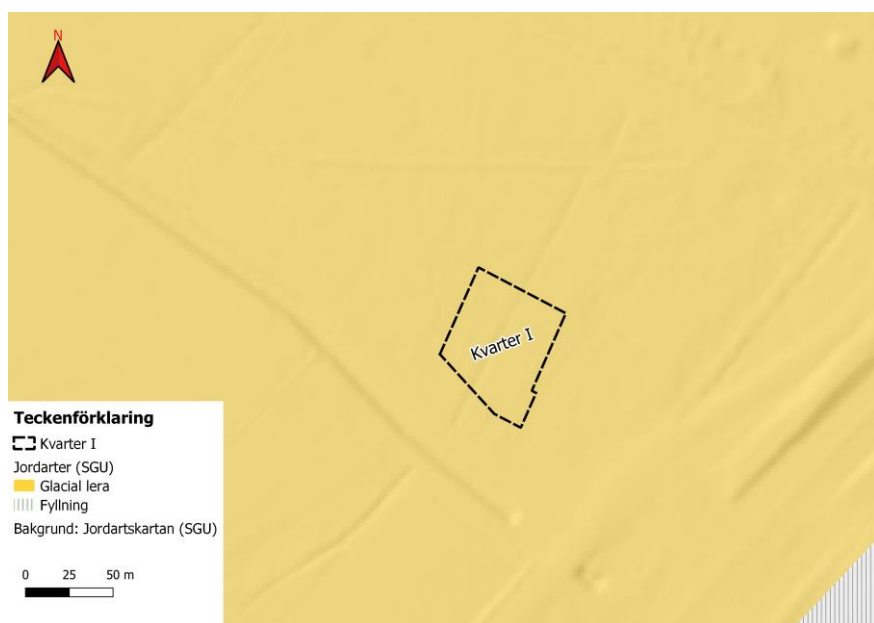 N
Kvarter I
Teckenförklaring
Kvarter I
Jordarter (SGU)
Glacial lera
Fyllning
Bakgrund: Jordartskartan (SGU)
0 25 50 m